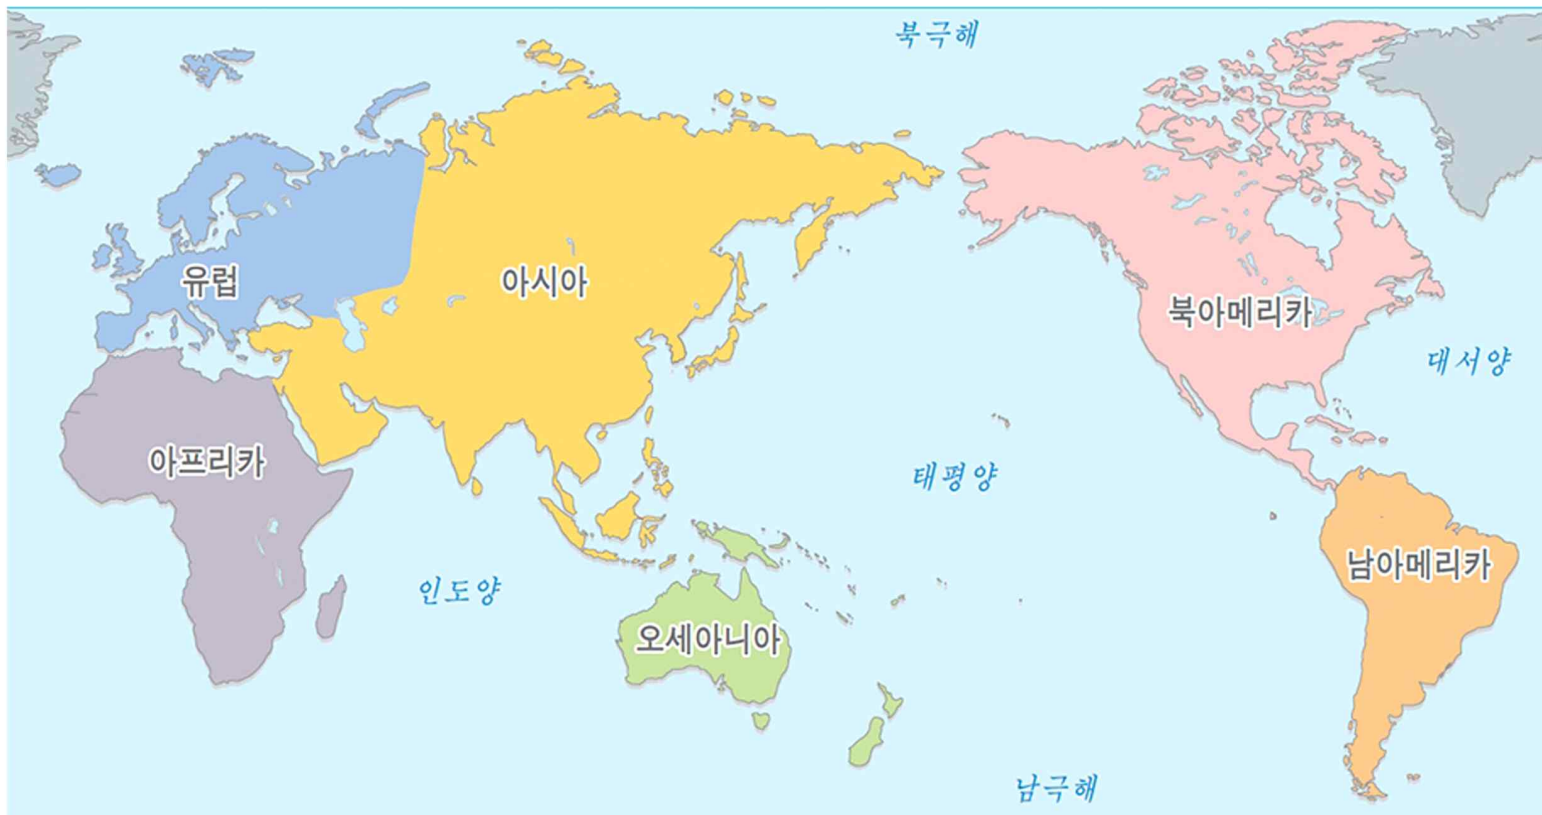 북극해
유럽
아시아
북아메리카
대서양
아프리카
태평양
남아메리카
인도양
오세아니아
남극해